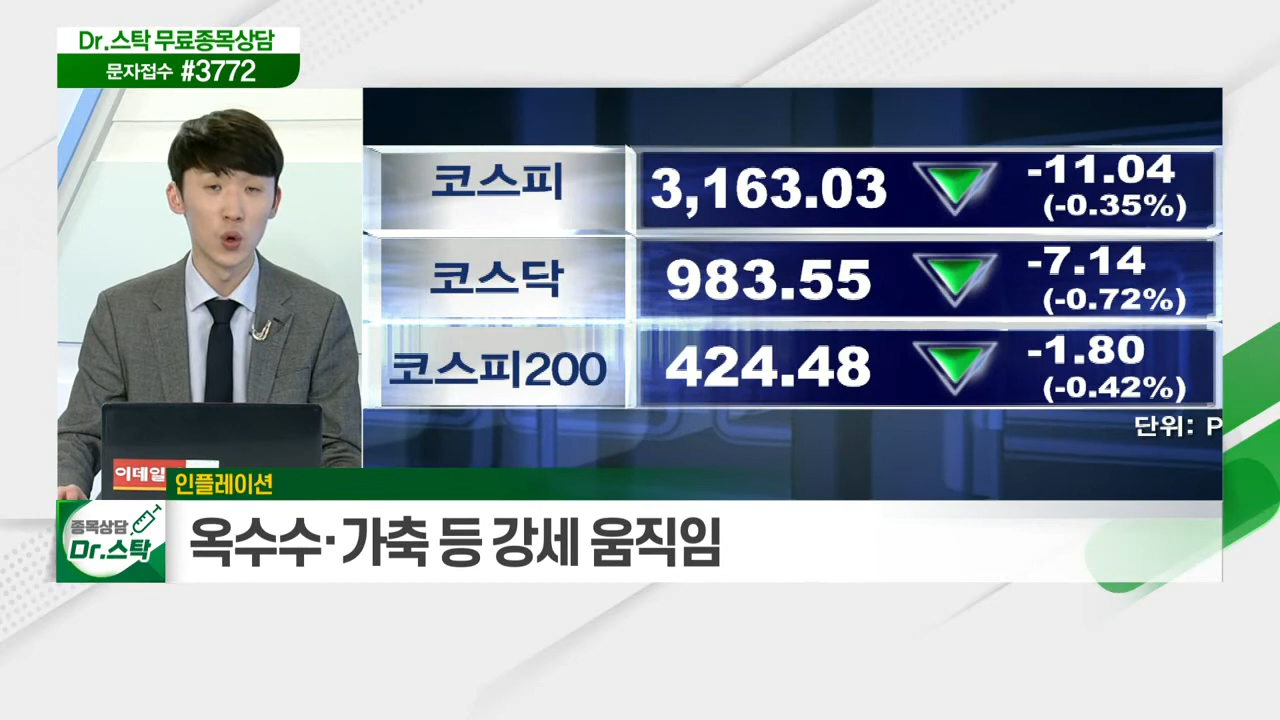 Dr.스탁 무료종목상담
문자접수 #3772
코스피 3,163.03 -11.04
(-0.35%)
코스닥 983.55 -7.14
(-0.72%)
코스피200 424.48 -1.80
(-0.42%)
단위: P
이데일
인플레이션
종목상담
Dr.스탁
옥수수·가축 등 강세 움직임